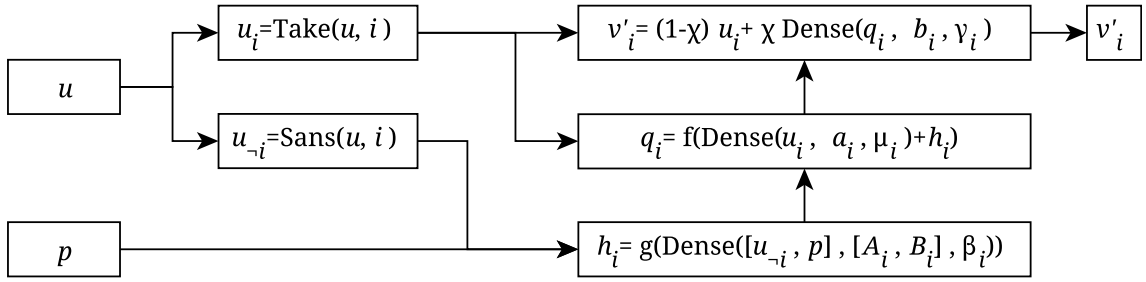 u
p
u_i=Take(u, i )
u_¬i=Sans(u, i )
v′_i= (1-χ) u_i+ χ Dense(q_i , b_i , γ_i )
q_i= f(Dense(u_i , a_i , μ_i )+h_i)
h_i= g(Dense([u_¬i , p] , [A_i , B_i] , β_i))
v′_i